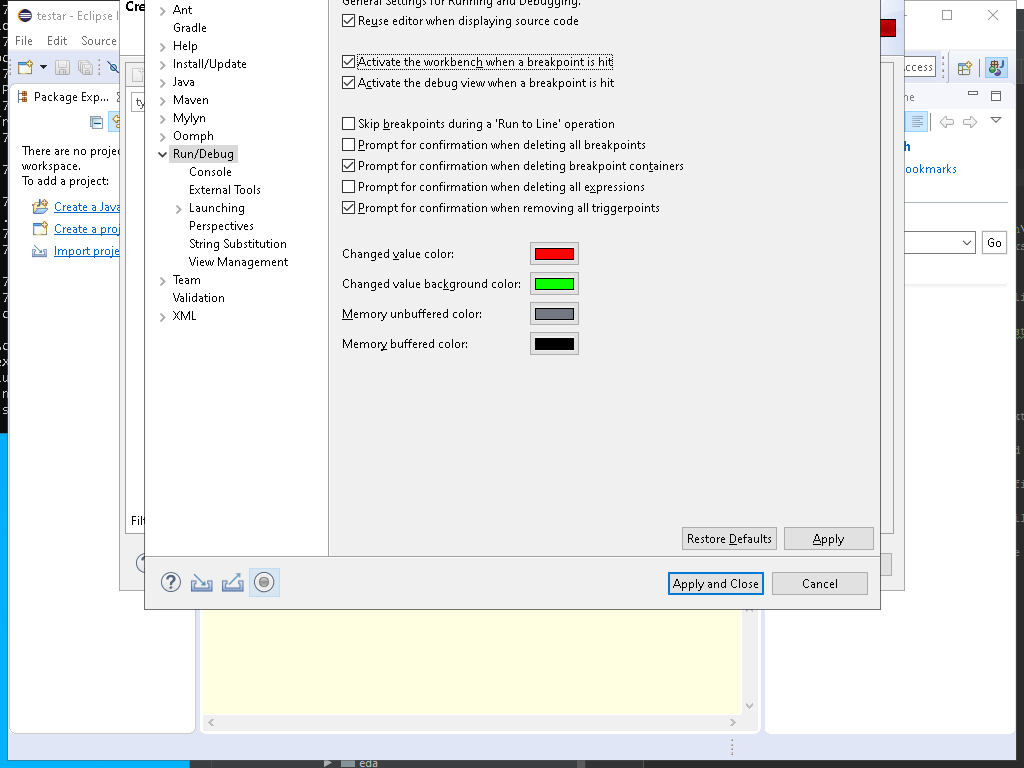 testar - Eclipse I
File Edit Source
Package Exp...
There are no proje
workspace.
To add a project:
Create a Java
Create a proj
Import proje
Cre
ty
Filt
Ant
Gradle
Help
Install/Update
Java
Maven
Mylyn
Oomph
Run/Debug
Console
External Tools
Launching
Perspectives
String Substitution
View Management
Team
Validation
XML
General Settings for Running and Debugging.
Reuse editor when displaying source code
Activate the workbench when a breakpoint is hit
Activate the debug view when a breakpoint is hit
Skip breakpoints during a 'Run to Line' operation
Prompt for confirmation when deleting all breakpoints
Prompt for confirmation when deleting breakpoint containers
Prompt for confirmation when deleting all expressions
Prompt for confirmation when removing all triggerpoints
Changed value color:
Changed value background color:
Memory unbuffered color:
Memory buffered color:
Restore Defaults
Apply
Apply and Close
Cancel
ccess
ne
h
ookmarks
Go
eda